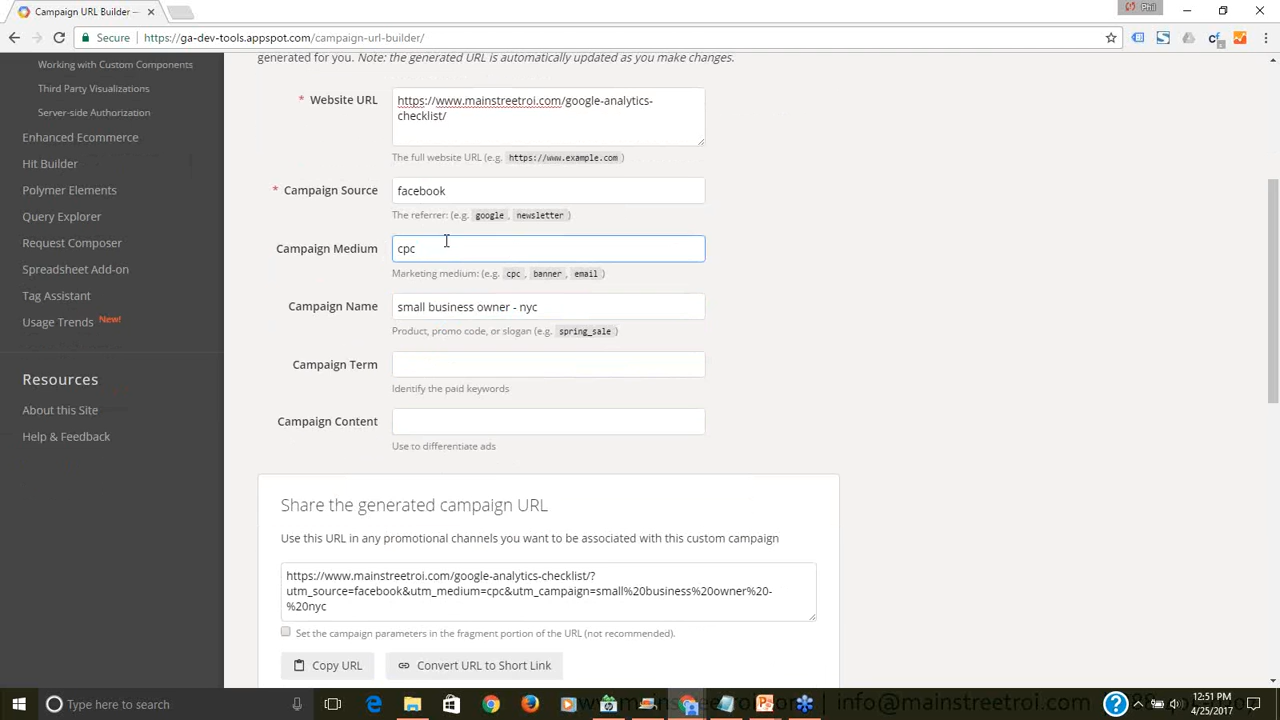 Campaign URL Builder —
Phil
Secure
https://ga-dev-tools.appspot.com/campaign-url-builder/
Working with Custom Components
Third Party Visualizations
Server-side Authorization
Enhanced Ecommerce
Hit Builder
Polymer Elements
Query Explorer
Request Composer
Spreadsheet Add-on
Tag Assistant
Usage Trends New!
Resources
About this Site
Help & Feedback
generated for you. Note: the generated URL is automatically updated as you make changes.
* Website URL
https://www.mainstreetroi.com/google-analytics-
checklist/
The full website URL (e.g. https://www.example.com )
* Campaign Source
facebook
The referrer: (e.g. google , newsletter )
Campaign Medium
cpc
Marketing medium: (e.g. cpc , banner , email )
Campaign Name
small business owner - nyc
Product, promo code, or slogan (e.g. spring_sale )
Campaign Term
Identify the paid keywords
Campaign Content
Use to differentiate ads
Share the generated campaign URL
Use this URL in any promotional channels you want to be associated with this custom campaign
https://www.mainstreetroi.com/google-analytics-checklist/?
utm_source=facebook&utm_medium=cpc&utm_campaign=small%20business%20owner%20-
%20nyc
Set the campaign parameters in the fragment portion of the URL (not recommended).
Copy URL
Convert URL to Short Link
Type here to search
www.mainstreetroi.com | info@mainstreetroi.com
12:51 PM
4/25/2017